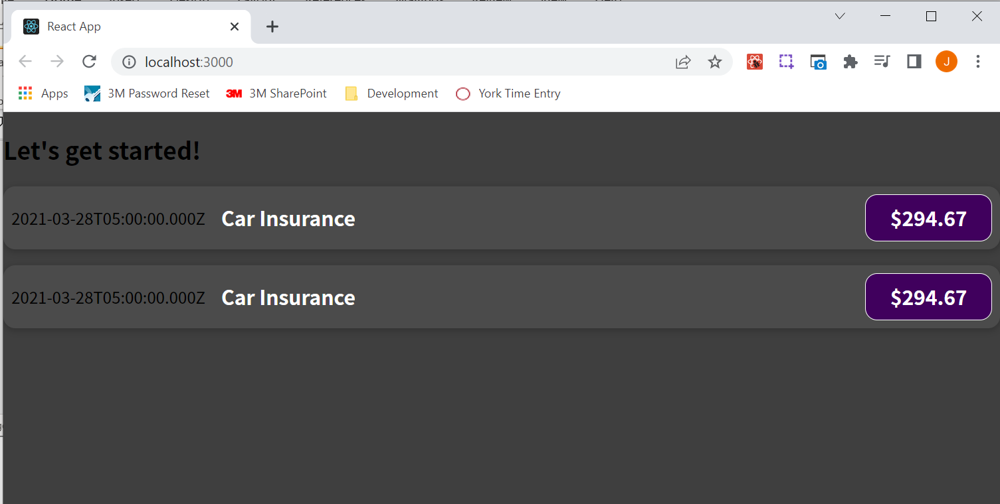 React App
localhost:3000
J
Apps
3M Password Reset
3M 3M SharePoint
Development
York Time Entry
Let's get started!
2021-03-28T05:00:00.000Z Car Insurance $294.67
2021-03-28T05:00:00.000Z Car Insurance $294.67